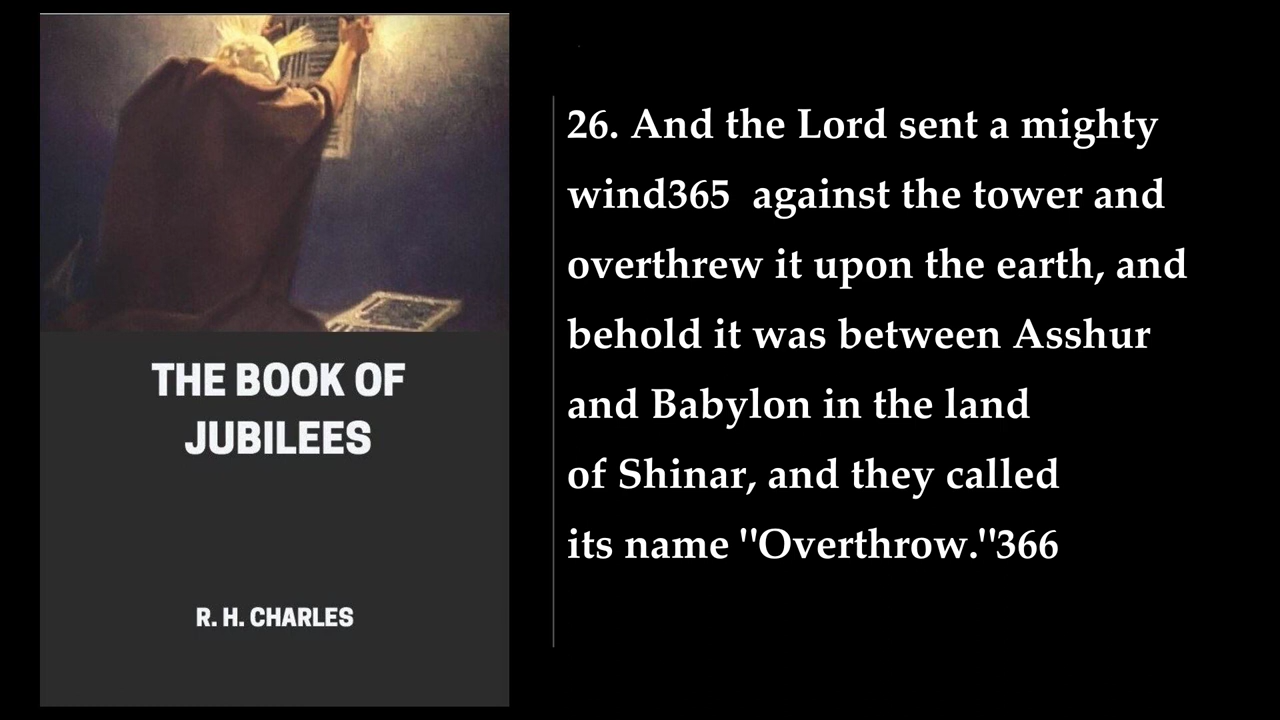 THE BOOK OF
JUBILEES
R. H. CHARLES
26. And the Lord sent a mighty
wind365  against the tower and
overthrew it upon the earth, and
behold it was between Asshur
and Babylon in the land
of Shinar, and they called
its name "Overthrow."366